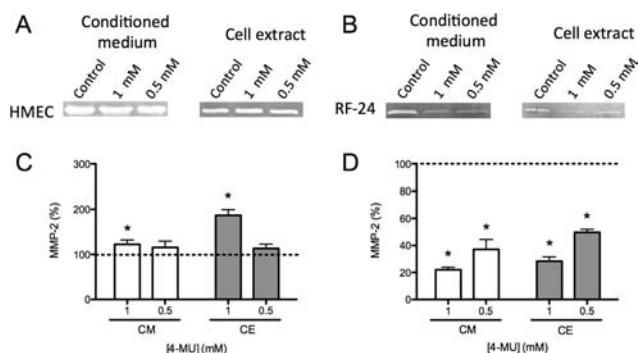 A
Conditioned medium
Cell extract
Control
1 mM
0.5 mM
Control
1 mM
0.5 mM
HMEC
B
Conditioned medium
Cell extract
Control
1 mM
0.5 mM
Control
1 mM
0.5 mM
RF-24
C
MMP-2 (%)
300
200
100
0
*
*
1
0.5
1
0.5
CM
CE
[4-MU] (mM)
D
MMP-2 (%)
100
80
60
40
20
0
*
*
*
*
1
0.5
1
0.5
CM
CE
[4-MU] (mM)